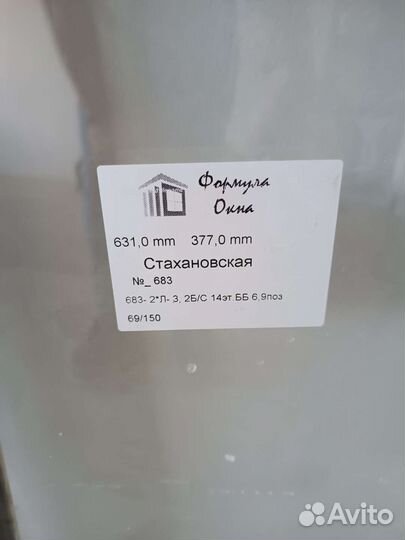 Формула
Окна
631,0 mm 377,0 mm
Стахановская
№_ 683
683- 2*Л- 3, 2Б/С 14эт.ББ 6,9поз
69/150
Avito